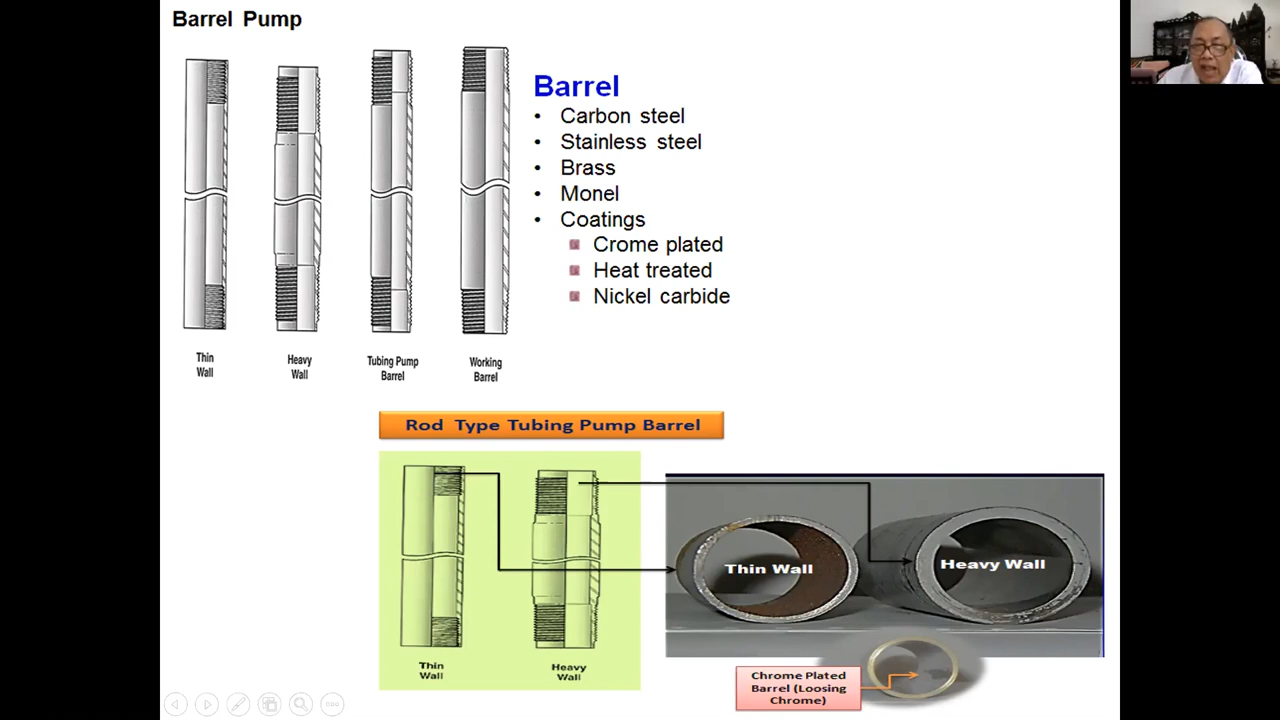 Barrel Pump
Thin
Wall
Heavy
Wall
Tubing Pump
Barrel
Working
Barrel
Barrel
• Carbon steel
• Stainless steel
• Brass
• Monel
• Coatings
Crome plated
Heat treated
Nickel carbide
Rod Type Tubing Pump Barrel
Thin
Wall
Heavy
Wall
Thin Wall
Heavy Wall
Chrome Plated
Barrel (Loosing
Chrome)